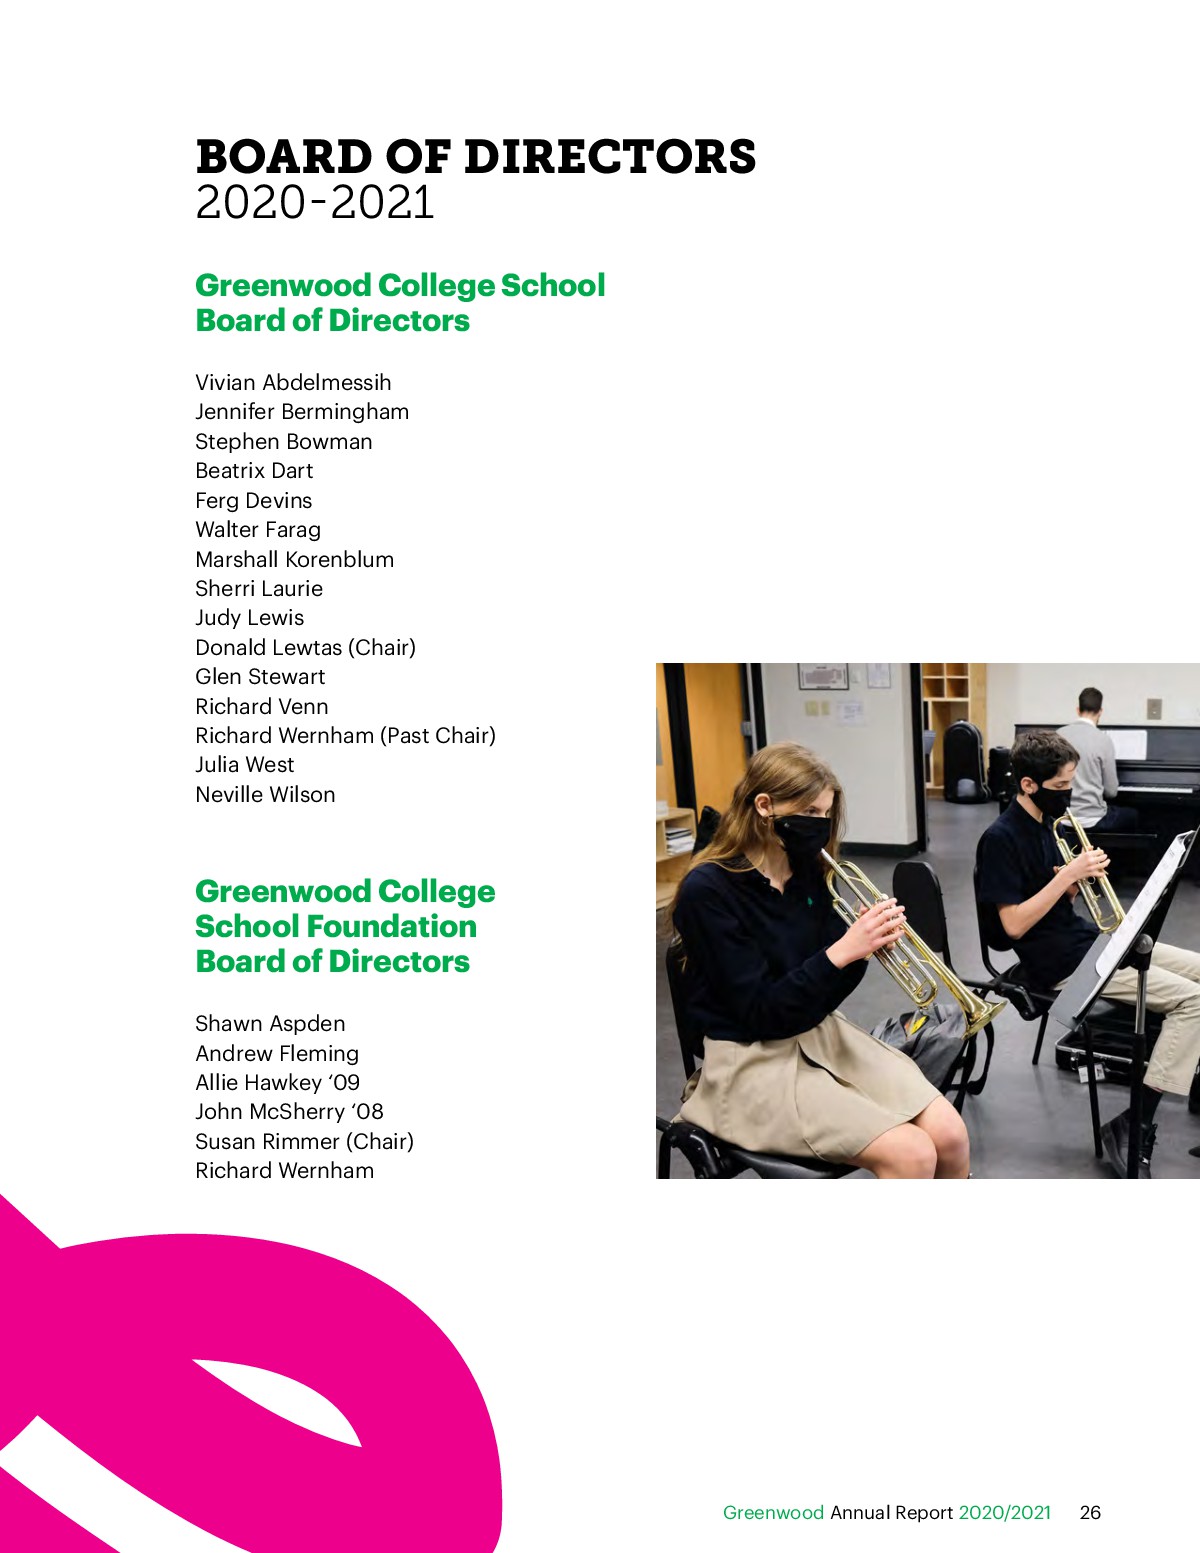 BOARD OF DIRECTORS
2020-2021
Greenwood College School
Board of Directors
Vivian Abdelmessih
Jennifer Bermingham
Stephen Bowman
Beatrix Dart
Ferg Devins
Walter Farag
Marshall Korenblum
Sherri Laurie
Judy Lewis
Donald Lewtas (Chair)
Glen Stewart
Richard Venn
Richard Wernham (Past Chair)
Julia West
Neville Wilson
Greenwood College
School Foundation
Board of Directors
Shawn Aspden
Andrew Fleming
Allie Hawkey ‘09
John McSherry ‘08
Susan Rimmer (Chair)
Richard Wernham
Greenwood Annual Report 2020/2021 26